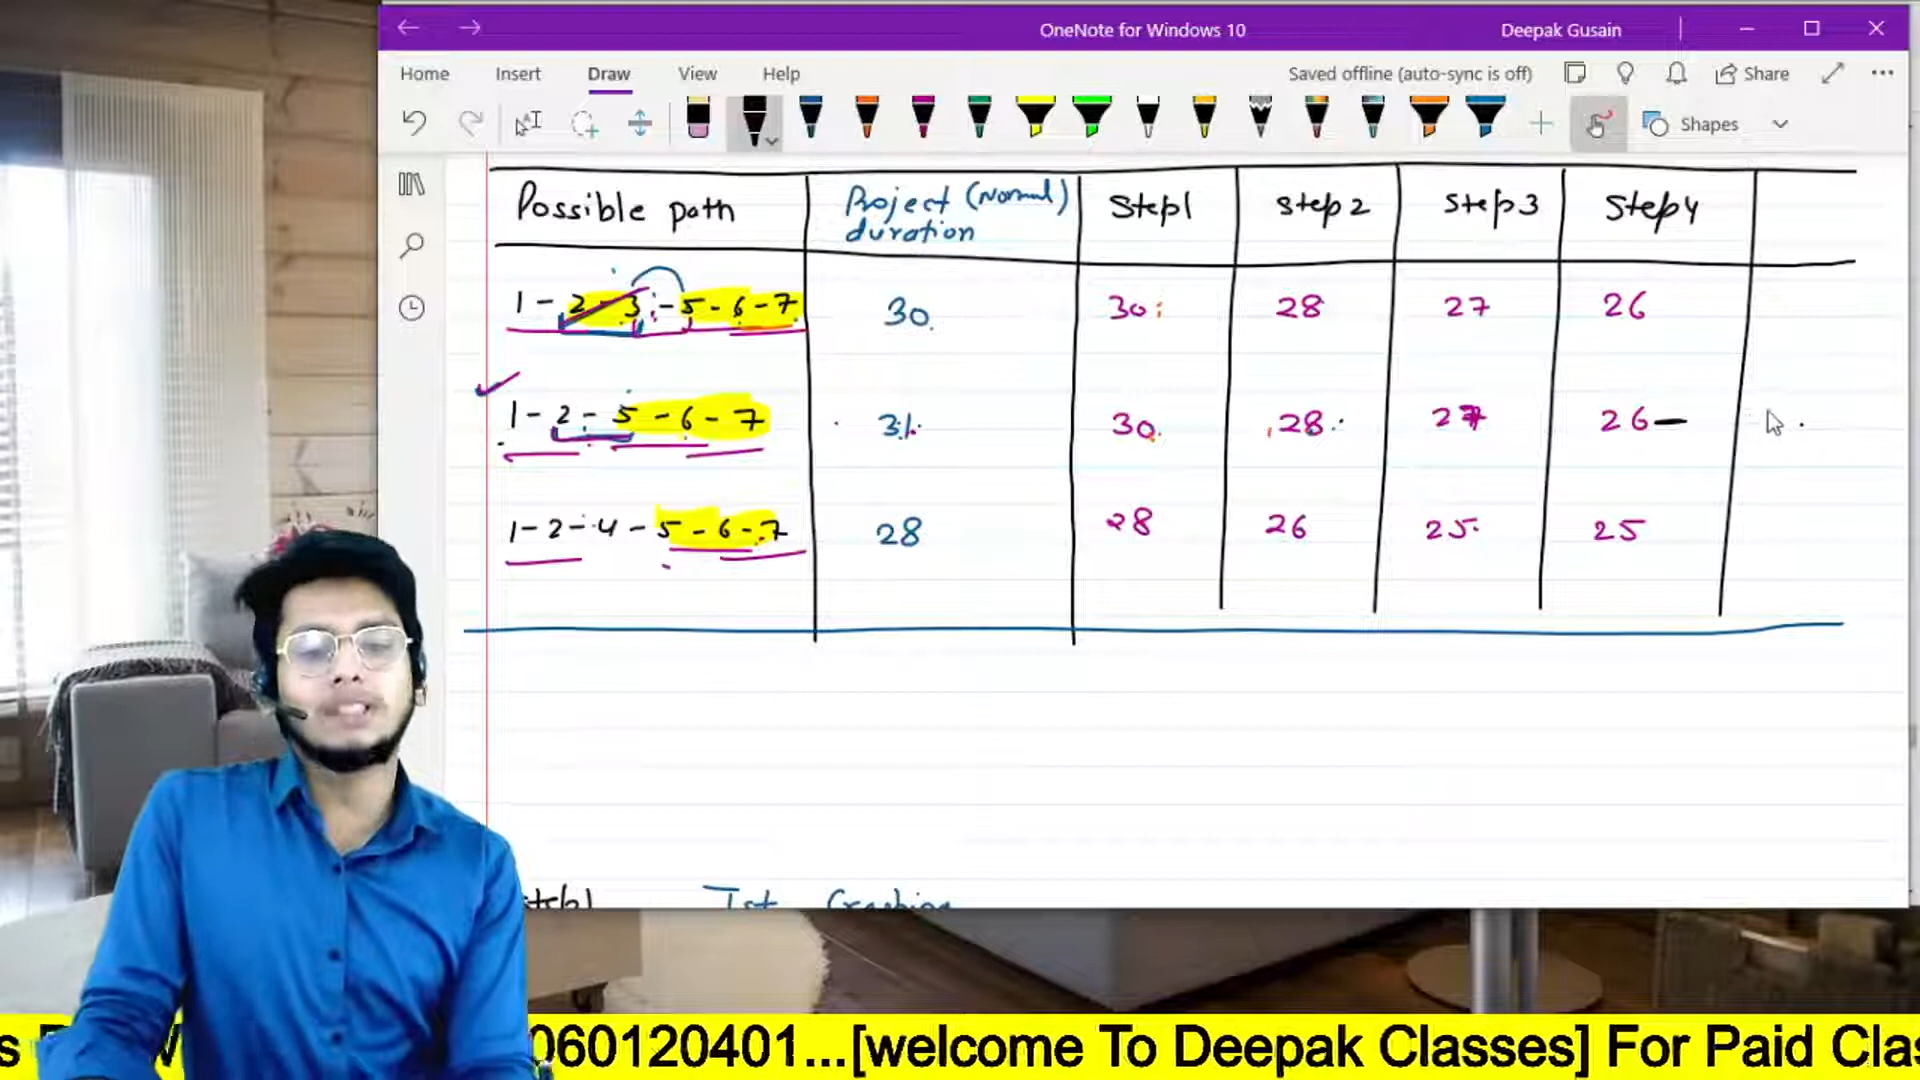 OneNote for Windows 10 Deepak Gusain
Home Insert Draw View Help Saved offline (auto-sync is off) Share
Shapes
Possible path Project (Normal) duration Step1 Step2 Step3 Step4
1 - 2 - 3 - 5 - 6 - 7 30 30 28 27 26
1 - 2 - 5 - 6 - 7 31 30 28 27 26
1 - 2 - 4 - 5 - 6 - 7 28 28 26 25 25
Ist Crashing
060120401...[welcome To Deepak Classes] For Paid Clas